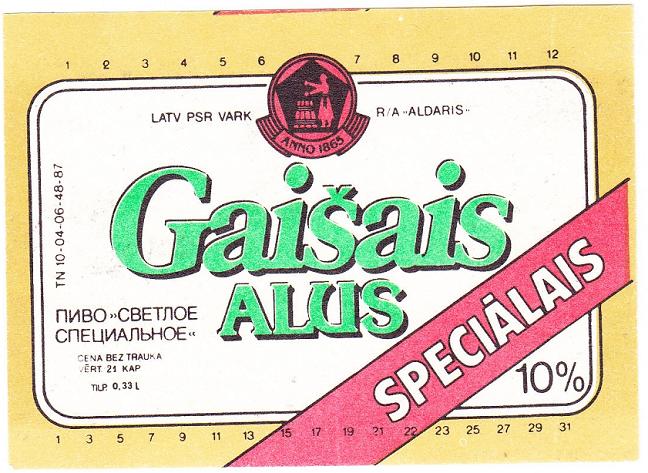 1 2 3 4 5 6 7 8 9 10 11 12
LATV PSR VARK R/A »ALDARIS»
ANNO 1865
TN 10-04-06-48-87
Gaišais
ALUS
SPECIĀLAIS
ПИВО »СВЕТЛОЕ
СПЕЦИАЛЬНОЕ«
CENA BEZ TRAUKA
VĒRT. 21 KAP
TILP. 0,33 L
10%
1 3 5 7 9 11 13 15 17 19 21 22 23 25 27 29 31